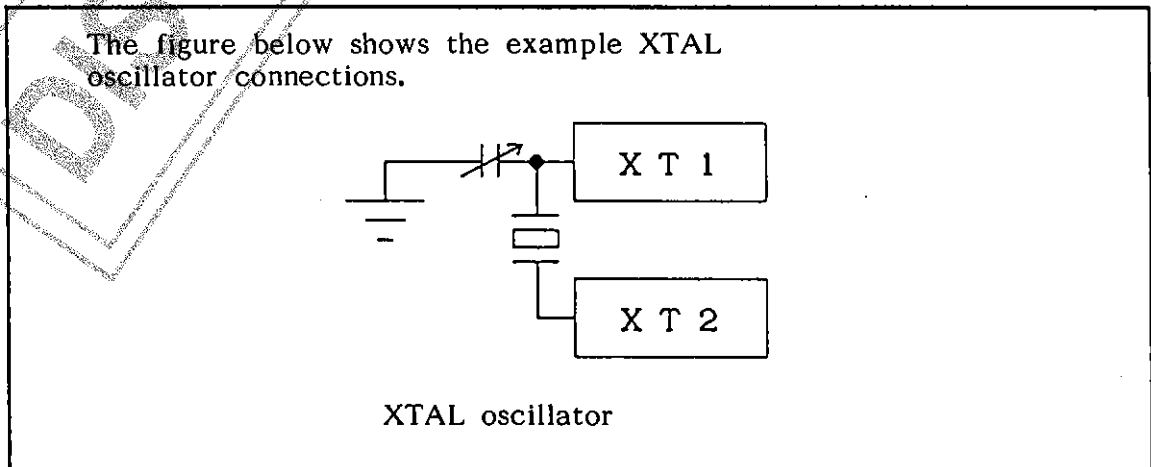 The figure below shows the example XTAL
oscillator connections.
X T 1
X T 2
XTAL oscillator